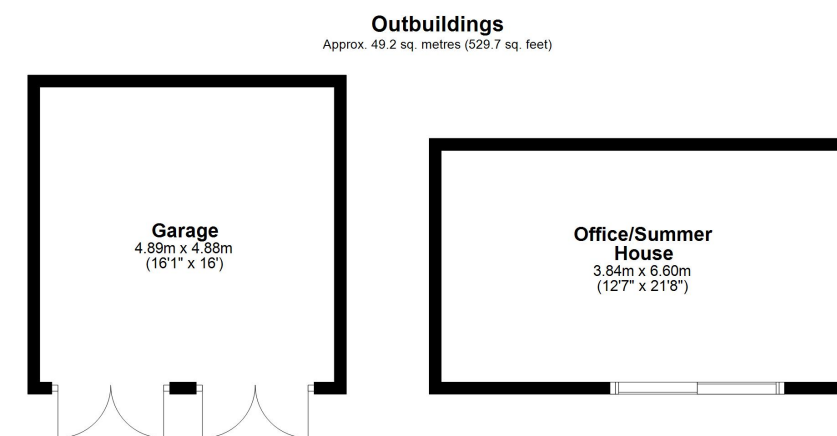 Outbuildings
Approx. 49.2 sq. metres (529.7 sq. feet)
Garage
4.89m x 4.88m
(16'1" x 16')
Office/Summer
House
3.84m x 6.60m
(12'7" x 21'8")